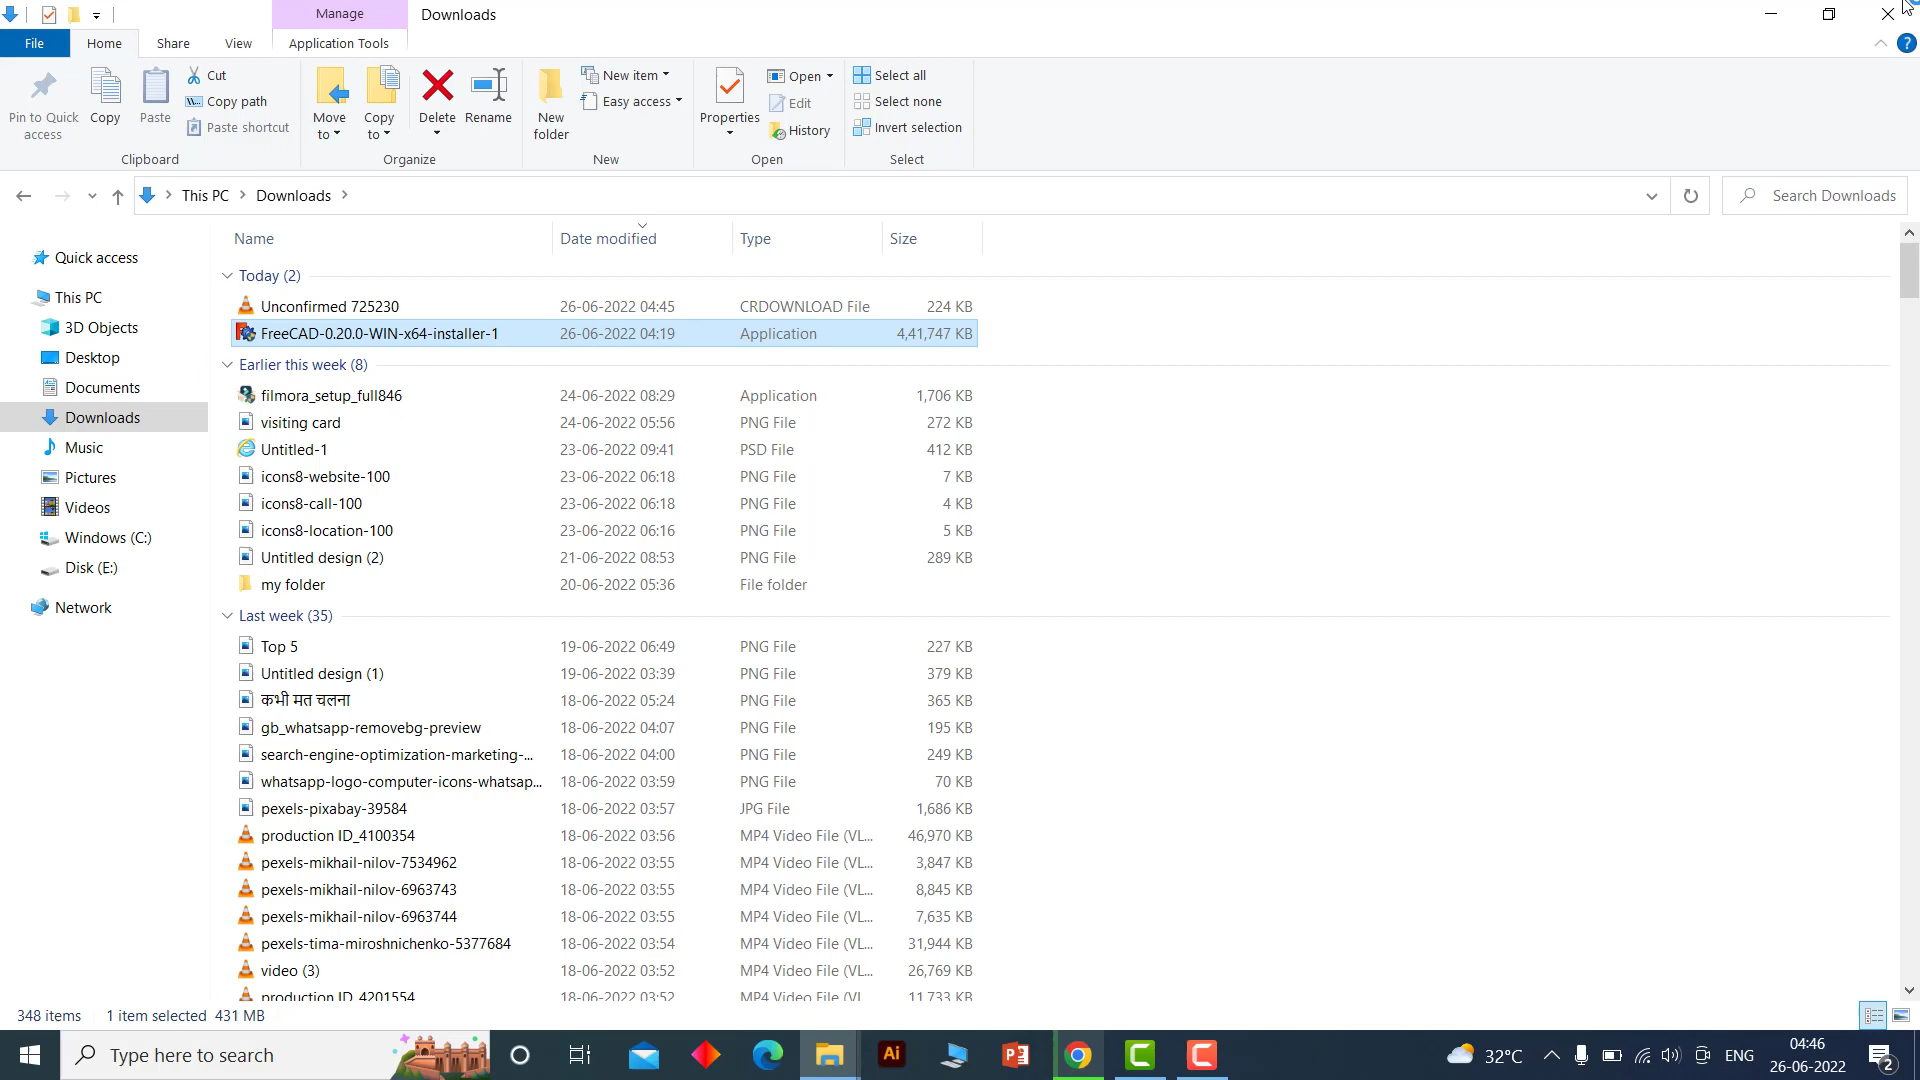 Manage
Downloads
File
Home
Share
View
Application Tools
Pin to Quick access
Copy
Paste
Cut
Copy path
Paste shortcut
Clipboard
Move to
Copy to
Delete
Rename
Organize
New folder
New item
Easy access
New
Properties
Open
Edit
History
Open
Select all
Select none
Invert selection
Select
This PC
Downloads
Search Downloads
Name Date modified Type Size
Today (2)
Unconfirmed 725230 26-06-2022 04:45 CRDOWNLOAD File 224 KB
FreeCAD-0.20.0-WIN-x64-installer-1 26-06-2022 04:19 Application 4,41,747 KB
Earlier this week (8)
filmora_setup_full846 24-06-2022 08:29 Application 1,706 KB
visiting card 24-06-2022 05:56 PNG File 272 KB
Untitled-1 23-06-2022 09:41 PSD File 412 KB
icons8-website-100 23-06-2022 06:18 PNG File 7 KB
icons8-call-100 23-06-2022 06:18 PNG File 4 KB
icons8-location-100 23-06-2022 06:16 PNG File 5 KB
Untitled design (2) 21-06-2022 08:53 PNG File 289 KB
my folder 20-06-2022 05:36 File folder
Last week (35)
Top 5 19-06-2022 06:49 PNG File 227 KB
Untitled design (1) 19-06-2022 03:39 PNG File 379 KB
कभी मत चलना 18-06-2022 05:24 PNG File 365 KB
gb_whatsapp-removebg-preview 18-06-2022 04:07 PNG File 195 KB
search-engine-optimization-marketing-... 18-06-2022 04:00 PNG File 249 KB
whatsapp-logo-computer-icons-whatsap... 18-06-2022 03:59 PNG File 70 KB
pexels-pixabay-39584 18-06-2022 03:57 JPG File 1,686 KB
production ID_4100354 18-06-2022 03:56 MP4 Video File (VL... 46,970 KB
pexels-mikhail-nilov-7534962 18-06-2022 03:55 MP4 Video File (VL... 3,847 KB
pexels-mikhail-nilov-6963743 18-06-2022 03:55 MP4 Video File (VL... 8,845 KB
pexels-mikhail-nilov-6963744 18-06-2022 03:55 MP4 Video File (VL... 7,635 KB
pexels-tima-miroshnichenko-5377684 18-06-2022 03:54 MP4 Video File (VL... 31,944 KB
video (3) 18-06-2022 03:52 MP4 Video File (VL... 26,769 KB
production ID_4201554 18-06-2022 03:52 MP4 Video File (VL... 11,733 KB
Quick access
This PC
3D Objects
Desktop
Documents
Downloads
Music
Pictures
Videos
Windows (C:)
Disk (E:)
Network
348 items 1 item selected 431 MB
Type here to search
Ai
32°C
ENG
04:46
26-06-2022
2